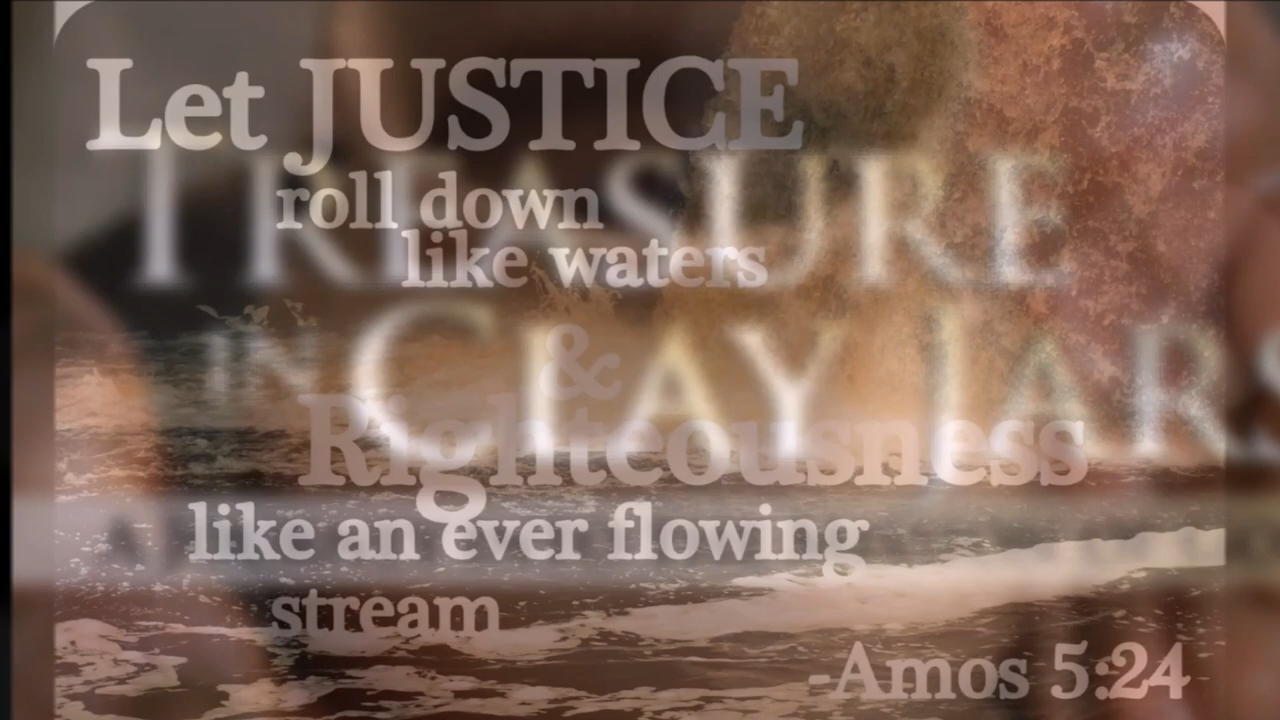 Let JUSTICE
TREASURE
roll down
like waters
IN CLAY JARS
&
Righteousness
like an ever flowing
stream
-Amos 5:24